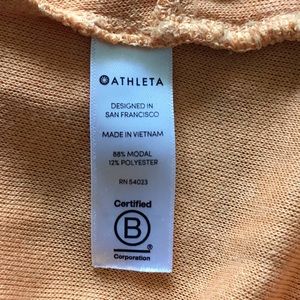 ATHLETA
DESIGNED IN
SAN FRANCISCO
MADE IN VIETNAM
88% MODAL
12% POLYESTER
RN 54023
Certified
B
®
Corporation